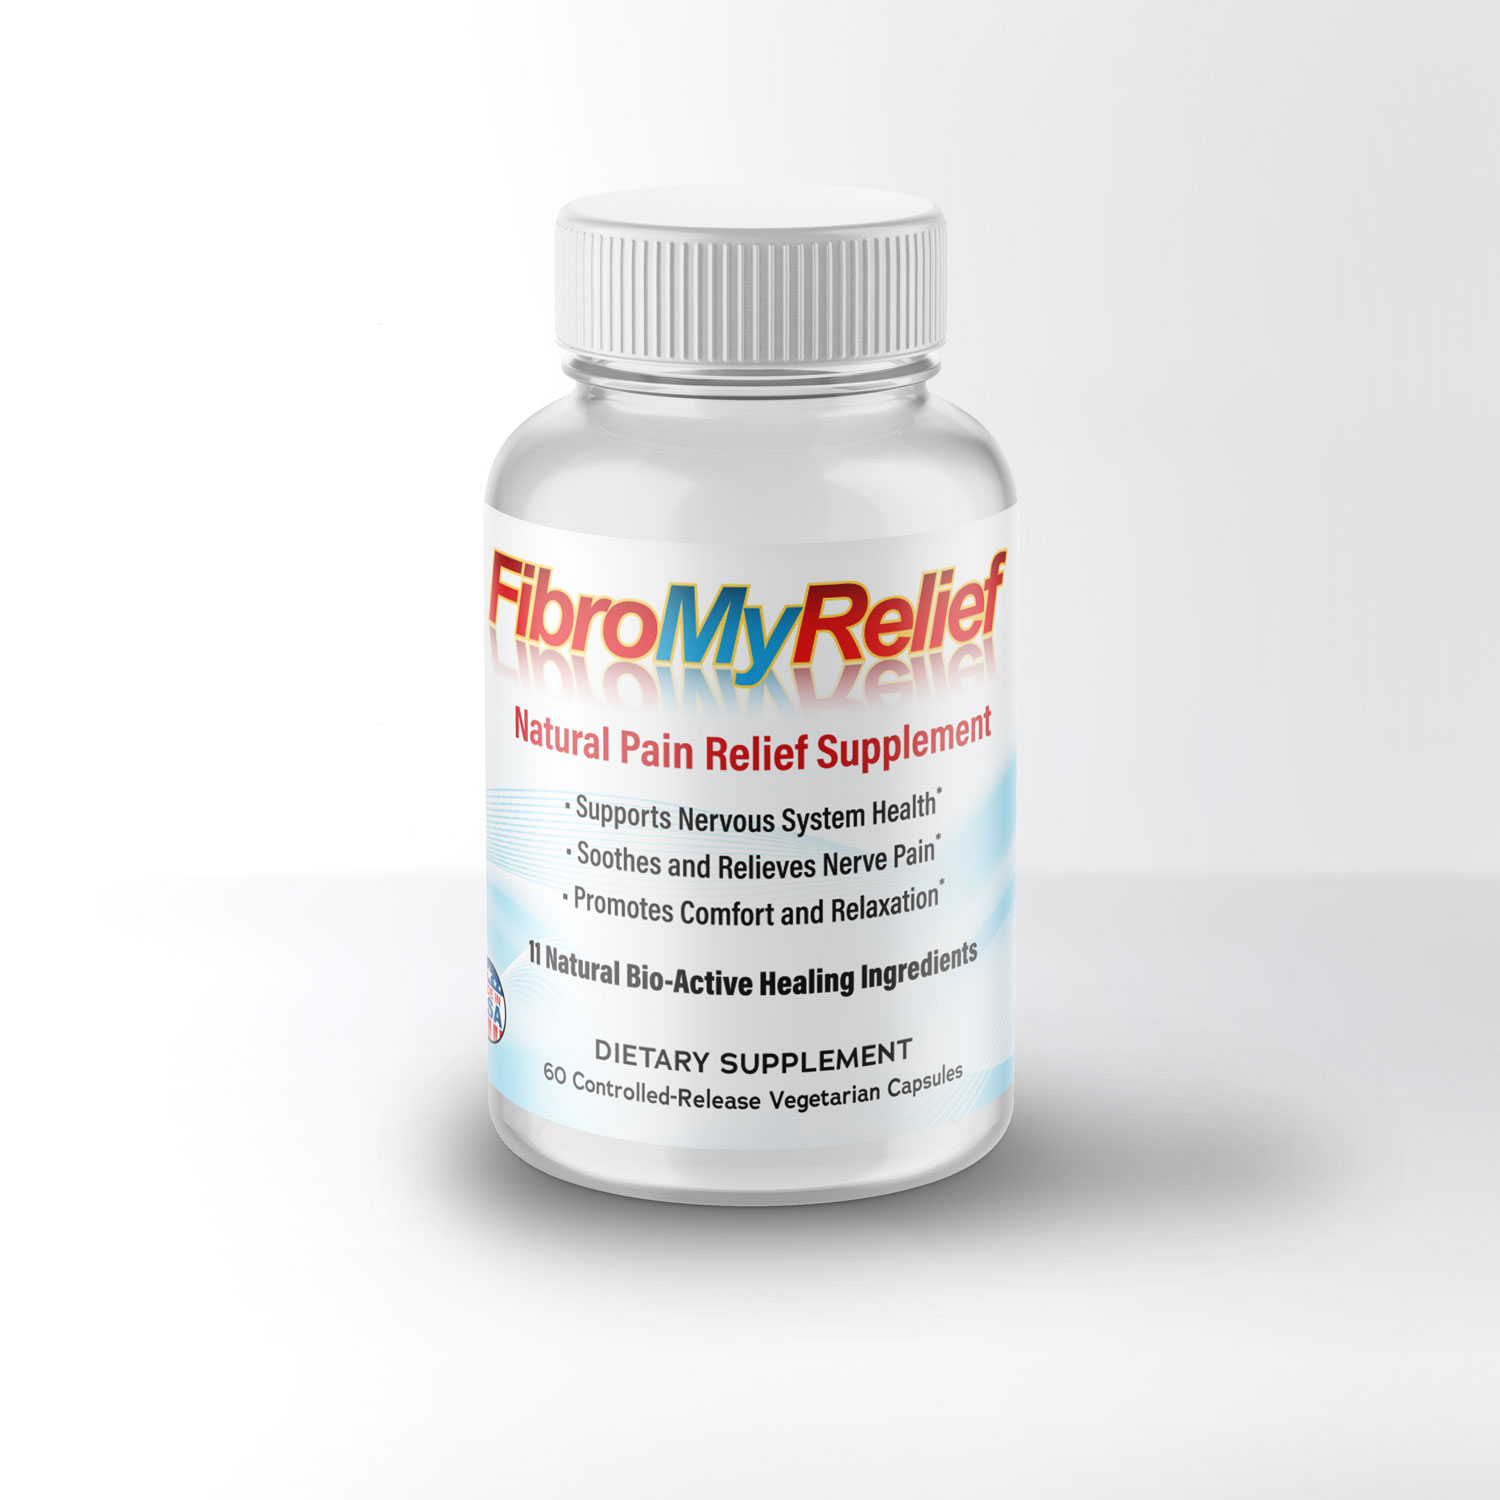 FibroMyRelief
Natural Pain Relief Supplement
· Supports Nervous System Health*
· Soothes and Relieves Nerve Pain*
· Promotes Comfort and Relaxation*
11 Natural Bio-Active Healing Ingredients
DIETARY SUPPLEMENT
60 Controlled-Release Vegetarian Capsules